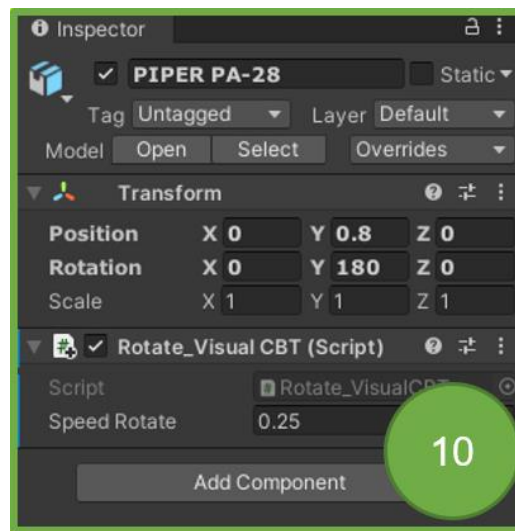 Inspector
PIPER PA-28 Static
Tag Untagged Layer Default
Model Open Select Overrides
Transform
Position X 0 Y 0.8 Z 0
Rotation X 0 Y 180 Z 0
Scale X 1 Y 1 Z 1
# Rotate_Visual CBT (Script)
Script # Rotate_VisualCBT
Speed Rotate 0.25
10
Add Component